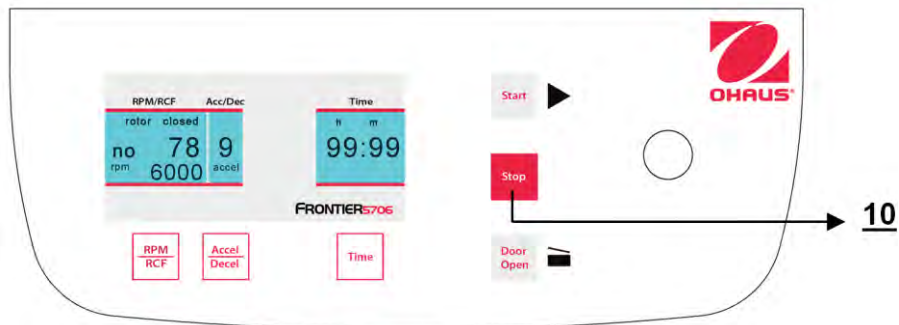 RPM/RCF Acc/Dec
rotor closed
no 78 9
rpm 6000 accel
Time
h m
99:99
FRONTIER5706
RPM
RCF
Accel
Decel
Time
Start
Stop
Door
Open
OHAUS®
10